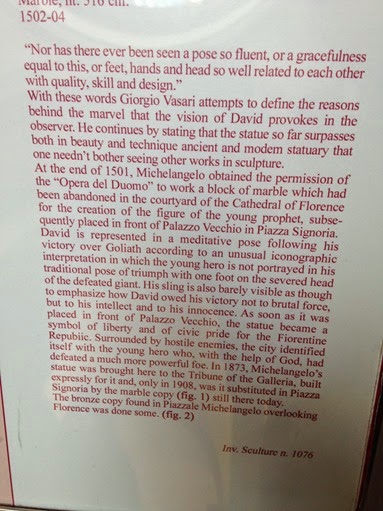 Marble, ht. 516 cm.
1502-04
“Nor has there ever been seen a pose so fluent, or a gracefulness
equal to this, or feet, hands and head so well related to each other
with quality, skill and design.”
With these words Giorgio Vasari attempts to define the reasons
behind the marvel that the vision of David provokes in the
observer. He continues by stating that the statue so far surpasses
both in beauty and technique ancient and modem statuary that
one needn't bother seeing other works in sculpture.
At the end of 1501, Michelangelo obtained the permission of
the “Opera del Duomo” to work a block of marble which had
been abandoned in the courtyard of the Cathedral of Florence
for the creation of the figure of the young prophet, subse-
quently placed in front of Palazzo Vecchio in Piazza Signoria.
David is represented in a meditative pose following his
victory over Goliath according to an unusual iconographic
interpretation in which the young hero is not portrayed in his
traditional pose of triumph with one foot on the severed head
of the defeated giant. His sling is also barely visible as though
to emphasize how David owed his victory not to brutal force,
but to his intellect and to his innocence. As soon as it was
placed in front of Palazzo Vecchio, the statue became a
symbol of liberty and of civic pride for the Fiorentine
Republic. Surrounded by hostile enemies, the city identified
itself with the young hero who, with the help of God, had
defeated a much more powerful foe. In 1873, Michelangelo's
statue was brought here to the Tribune of the Galleria, built
expressly for it and, only in 1908, was it substituted in Piazza
Signoria by the marble copy (fig. 1) still there today.
The bronze copy found in Piazzale Michelangelo overlooking
Florence was done some. (fig. 2)
Inv. Sculture n. 1076